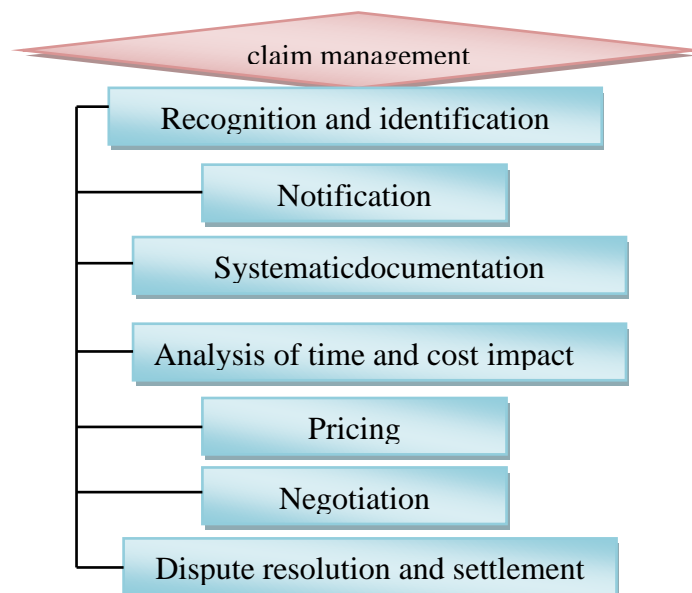 claim management
Recognition and identification
Notification
Systematicdocumentation
Analysis of time and cost impact
Pricing
Negotiation
Dispute resolution and settlement